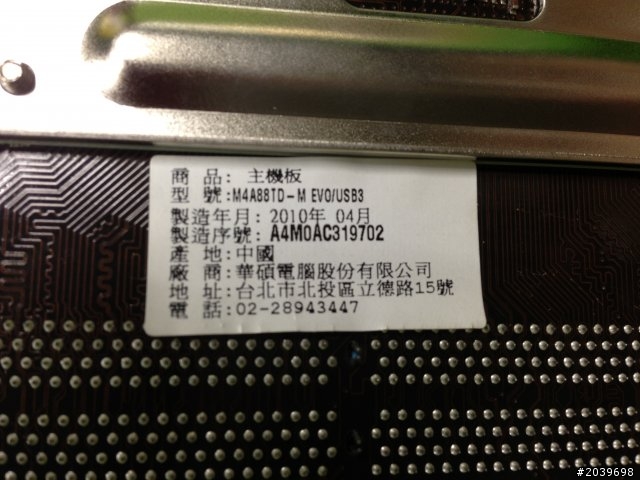 商 品: 主機板
型 號:M4A88TD-M EVO/USB3
製造年月: 2010年 04月
製造序號: A4M0AC319702
產 地:中國
廠 商:華碩電腦股份有限公司
地 址:台北市北投區立德路15號
電 話:02-28943447
#2039698